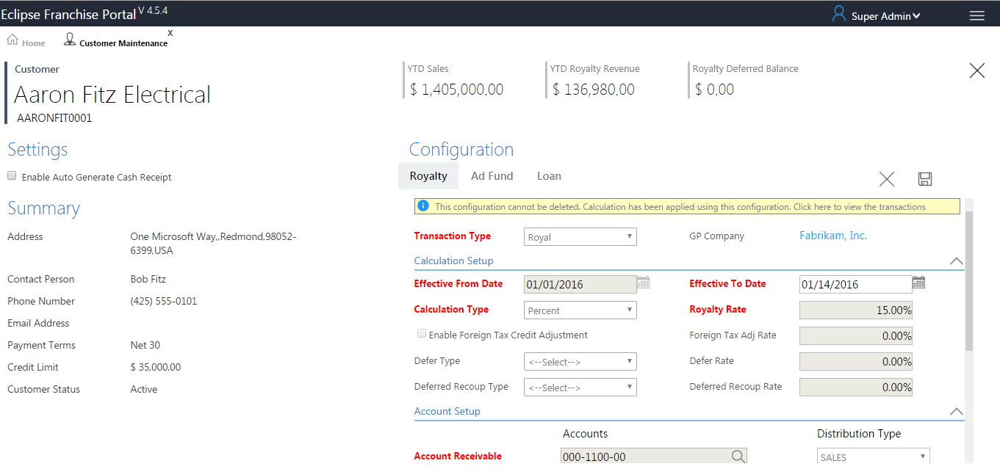 Eclipse Franchise Portal V 4.5.4
Super Admin
Home
Customer Maintenance
X
Customer
Aaron Fitz Electrical
AARONFIT0001
YTD Sales
$ 1,405,000.00
YTD Royalty Revenue
$ 136,980.00
Royalty Deferred Balance
$ 0.00
Settings
Enable Auto Generate Cash Receipt
Summary
Address
One Microsoft Way,,Redmond,98052-
6399,USA
Contact Person
Bob Fitz
Phone Number
(425) 555-0101
Email Address
Payment Terms
Net 30
Credit Limit
$ 35,000.00
Customer Status
Active
Configuration
Royalty
Ad Fund
Loan
This configuration cannot be deleted. Calculation has been applied using this configuration. Click here to view the transactions
Transaction Type
Royal
GP Company
Fabrikam, Inc.
Calculation Setup
Effective From Date
01/01/2016
Effective To Date
01/14/2016
Calculation Type
Percent
Royalty Rate
15.00%
Enable Foreign Tax Credit Adjustment
Foreign Tax Adj Rate
0.00%
Defer Type
<--Select-->
Defer Rate
0.00%
Deferred Recoup Type
<--Select-->
Deferred Recoup Rate
0.00%
Account Setup
Accounts
Distribution Type
Account Receivable
000-1100-00
SALES